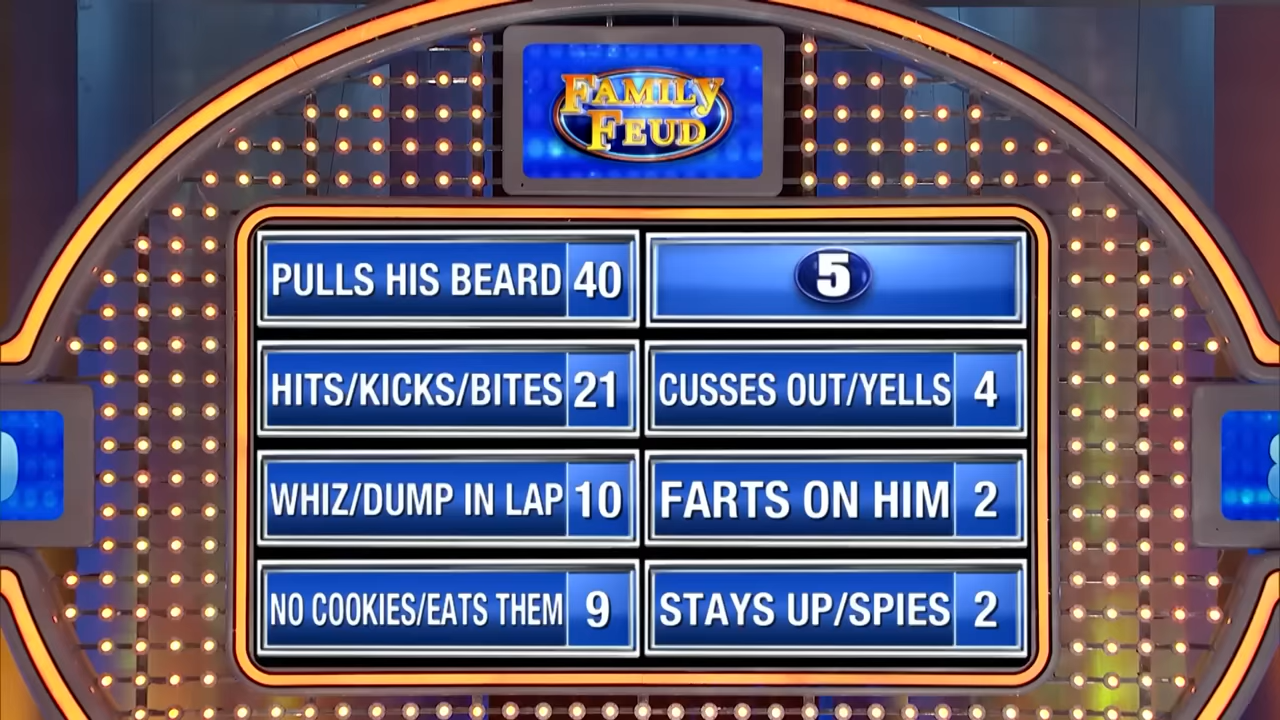 FAMILY
FEUD
PULLS HIS BEARD 40
HITS/KICKS/BITES 21
WHIZ/DUMP IN LAP 10
NO COOKIES/EATS THEM 9
5
CUSSES OUT/YELLS 4
FARTS ON HIM 2
STAYS UP/SPIES 2